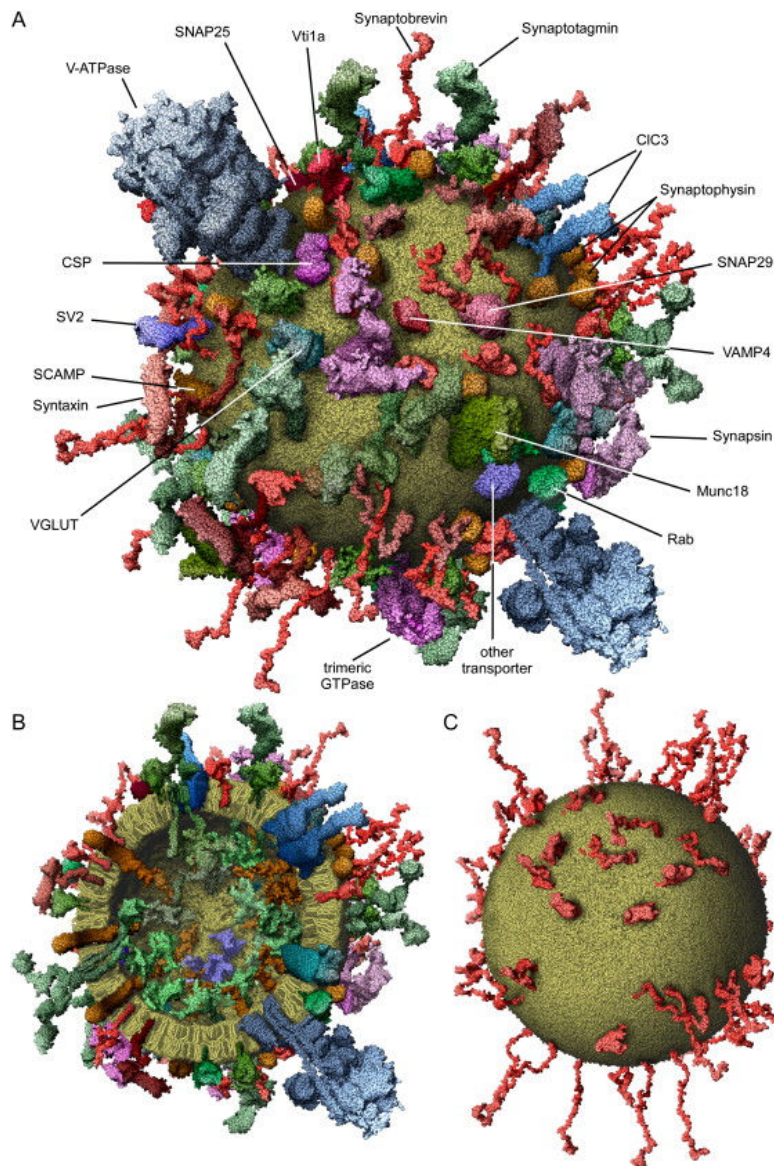 A
SNAP25
Vti1a
Synaptobrevin
Synaptotagmin
V-ATPase
ClC3
Synaptophysin
CSP
SNAP29
SV2
VAMP4
SCAMP
Syntaxin
Synapsin
Munc18
VGLUT
Rab
trimeric
GTPase
other
transporter
B
C